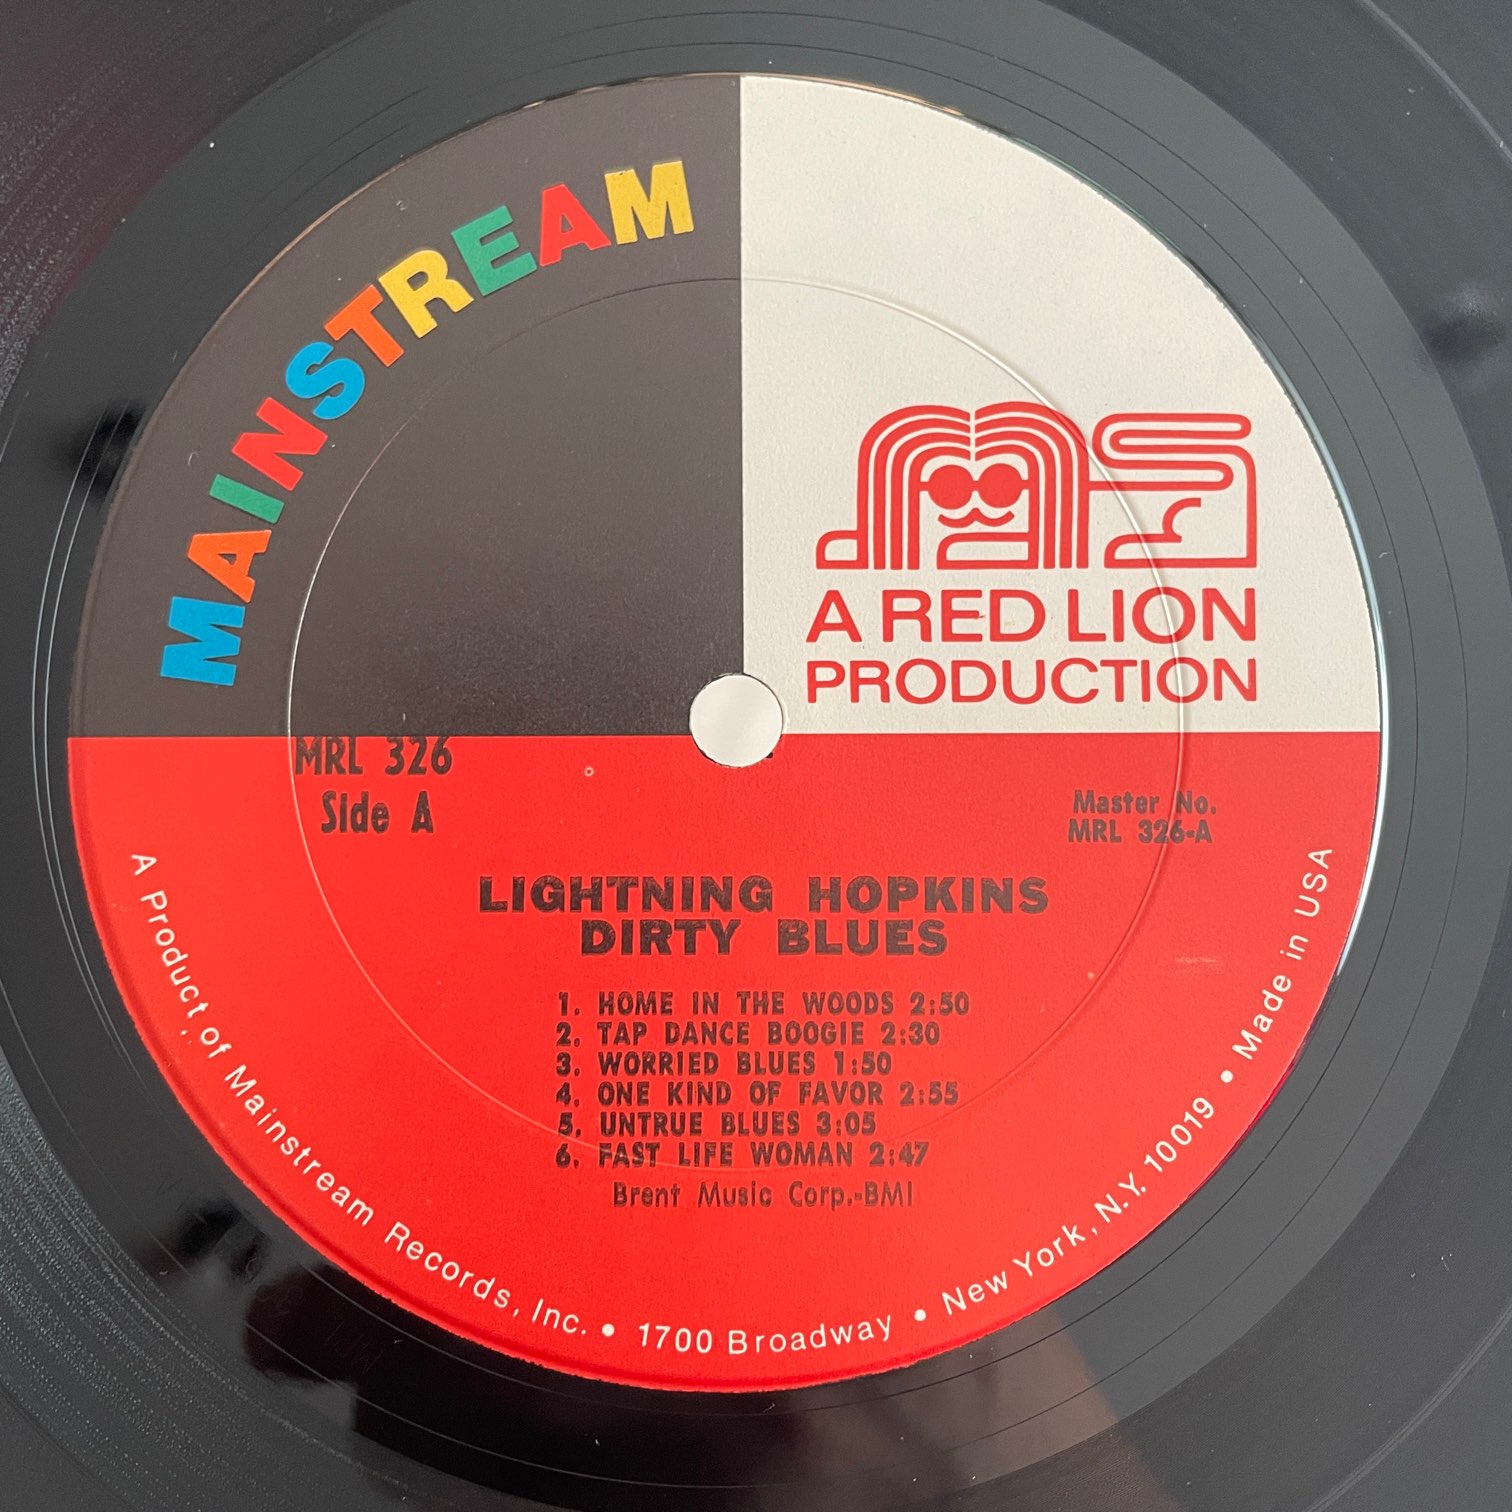 MAINSTREAM
A RED LION
PRODUCTION
MRL 326
Side A
Master No.
MRL 326-A
LIGHTNING HOPKINS
DIRTY BLUES
1. HOME IN THE WOODS 2:50
2. TAP DANCE BOOGIE 2:30
3. WORRIED BLUES 1:50
4. ONE KIND OF FAVOR 2:55
5. UNTRUE BLUES 3:05
6. FAST LIFE WOMAN 2:47
Brent Music Corp.-BMI
A Product of Mainstream Records, Inc. • 1700 Broadway • New York, N.Y. 10019 • Made in USA